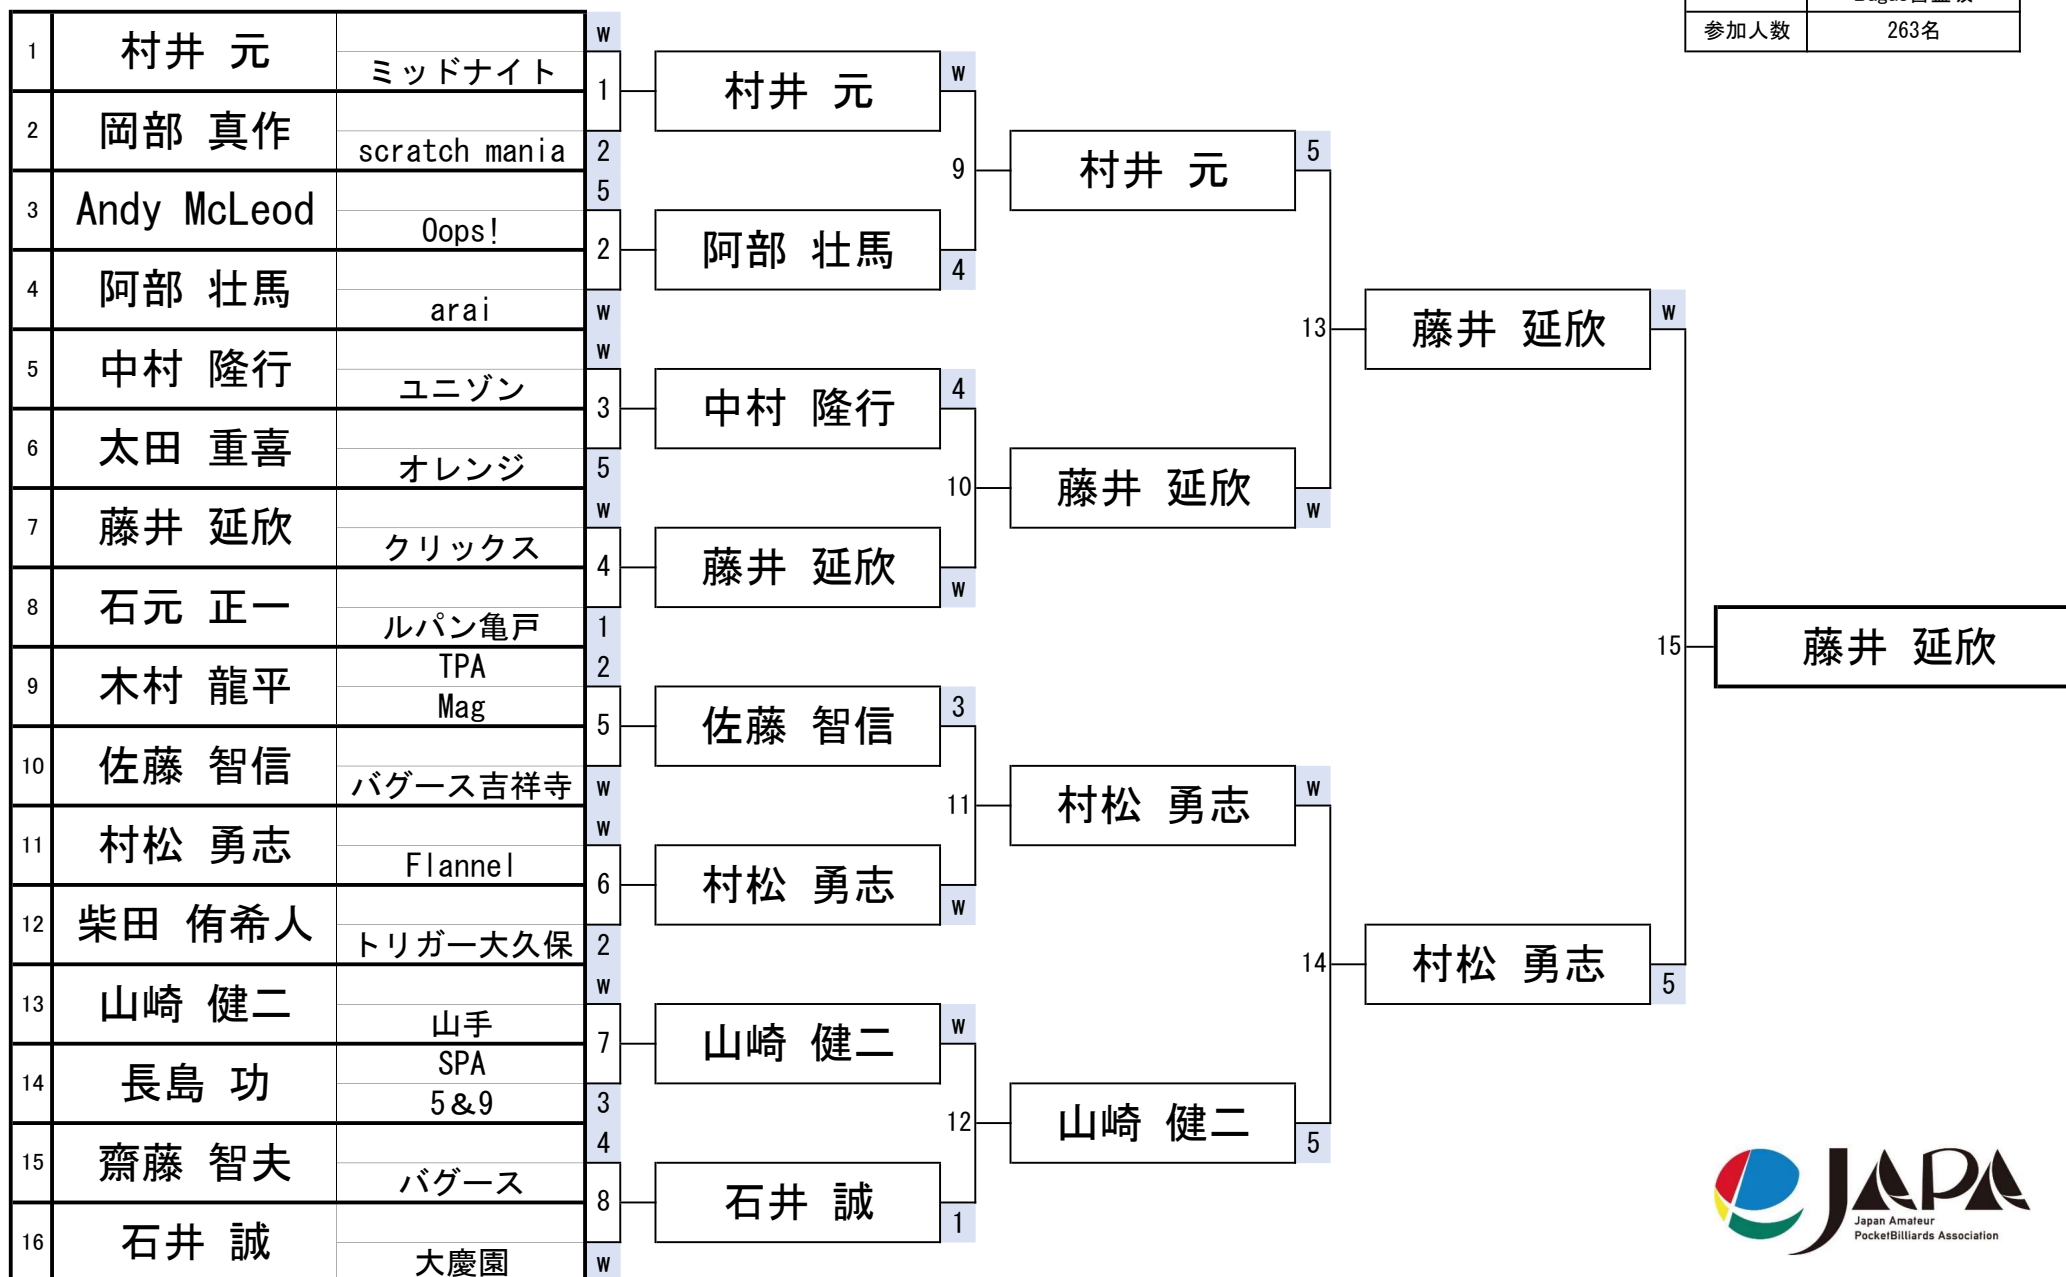 参加人数 263名
1 村井 元 ミッドナイト W
2 岡部 真作 scratch mania 2
3 Andy McLeod Oops! 5
4 阿部 壮馬 arai W
5 中村 隆行 ユニゾン W
6 太田 重喜 オレンジ 5
7 藤井 延欣 クリックス W
8 石元 正一 ルパン亀戸 1
9 木村 龍平 TPA Mag 2
10 佐藤 智信 バグース吉祥寺 W
11 村松 勇志 Flannel W
12 柴田 侑希人 トリガー大久保 2
13 山崎 健二 山手 W
14 長島 功 SPA 5&9 3
15 齋藤 智夫 バグース 4
16 石井 誠 大慶園 W
1 村井 元 W
2 阿部 壮馬 4
3 中村 隆行 4
4 藤井 延欣 W
5 佐藤 智信 3
6 村松 勇志 W
7 山崎 健二 W
8 石井 誠 1
9 村井 元 5
10 藤井 延欣 W
11 村松 勇志 W
12 山崎 健二 5
13 藤井 延欣 W
14 村松 勇志 5
15 藤井 延欣
JAPA
Japan Amateur
PocketBilliards Association